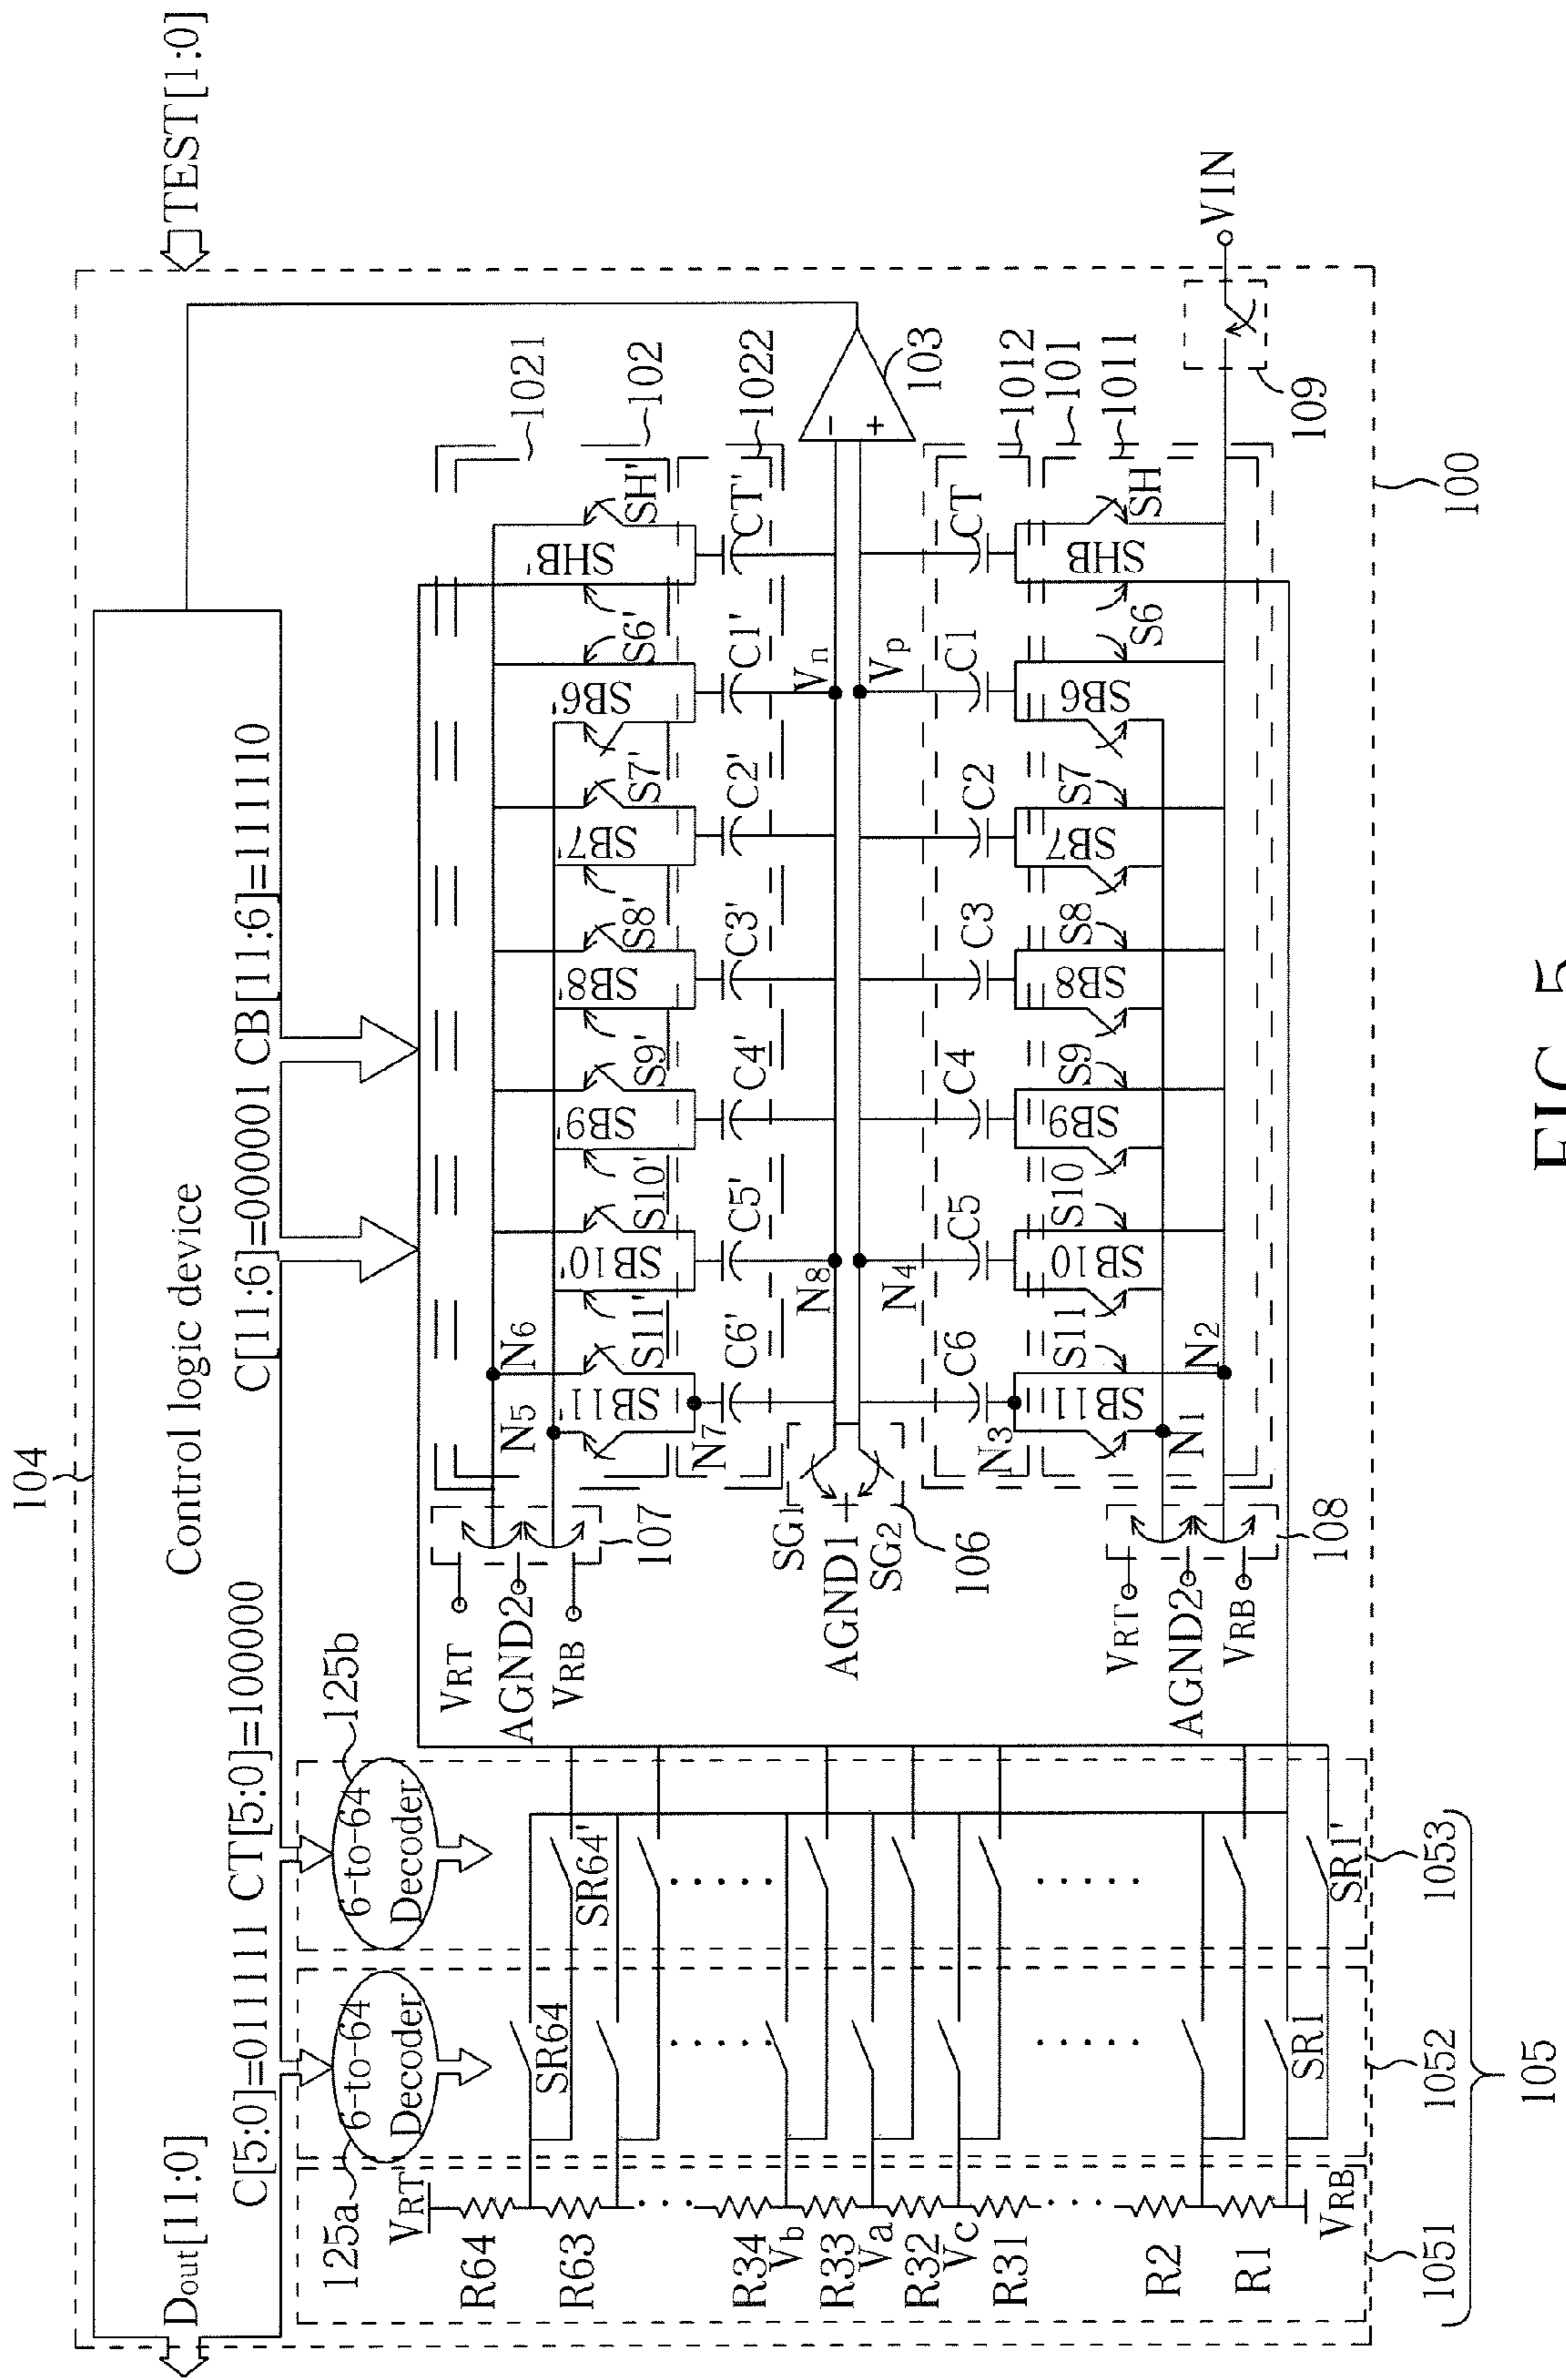 104
Control logic device
TEST[1:0]
Dout[11:0]
C[5:0]=011111 CT[5:0]=100000
C[11:6]=000001 CB[11:6]=111110
125a
6-to-64
Decoder
6-to-64
Decoder
125b
VRT
R64
R63
R34
Vb
R33
Va
R32
Vc
R31
R2
R1
VRB
SR64
SR1
SR64'
SR1'
1051
1052
1053
105
VRT
AGND2
VRB
107
N5
N6
SB11'
S11'
SB10'
S10'
SB9'
S9'
SB8'
S8'
SB7'
S7'
SB6'
S6'
SHB'
SH'
1021
102
1022
N7
C6'
C5'
C4'
C3'
C2'
C1'
CT'
SG1
AGND1
SG2
106
N8
N4
Vn
Vp
−
+
103
N3
C6
C5
C4
C3
C2
C1
CT
1012
101
1011
SB11
S11
SB10
S10
SB9
S9
SB8
S8
SB7
S7
SB6
S6
SHB
SH
VRT
AGND2
VRB
108
N1
N2
VIN
109
100
FIG. 5